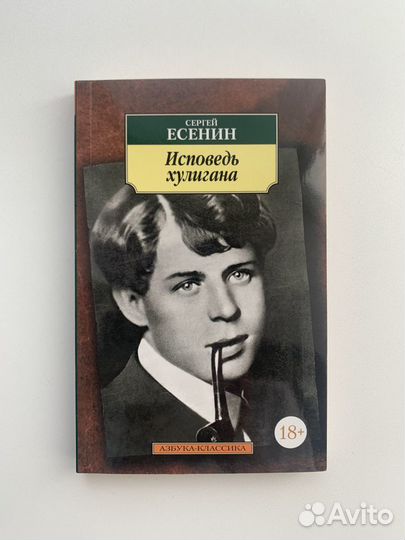 СЕРГЕЙ
ЕСЕНИН
Исповедь
хулигана
18+
АЗБУКА-КЛАССИКА
Avito